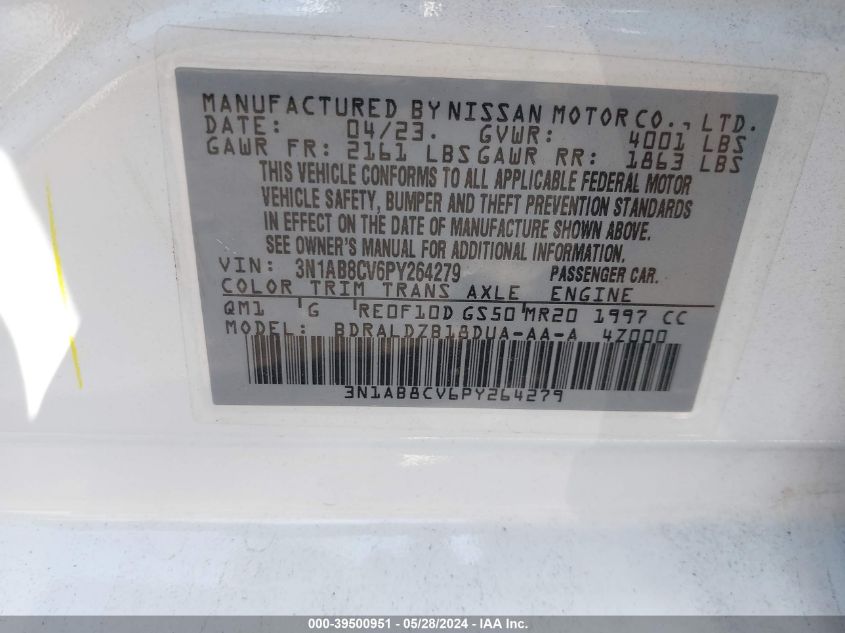 MANUFACTURED BY NISSAN MOTOR CO., LTD.
DATE: 04/23. GVWR: 4001 LBS
GAWR FR: 2161 LBS GAWR RR: 1863 LBS
THIS VEHICLE CONFORMS TO ALL APPLICABLE FEDERAL MOTOR
VEHICLE SAFETY, BUMPER AND THEFT PREVENTION STANDARDS
IN EFFECT ON THE DATE OF MANUFACTURE SHOWN ABOVE.
SEE OWNER'S MANUAL FOR ADDITIONAL INFORMATION.
VIN: 3N1AB8CV6PY264279 PASSENGER CAR.
COLOR TRIM TRANS AXLE ENGINE
QM1 G RE0F10D GS50 MR20 1997 CC
MODEL: BDRALDZB18DUA-AA-A 4Z000
3N1AB8CV6PY264279
000-39500951 - 05/28/2024 - IAA Inc.